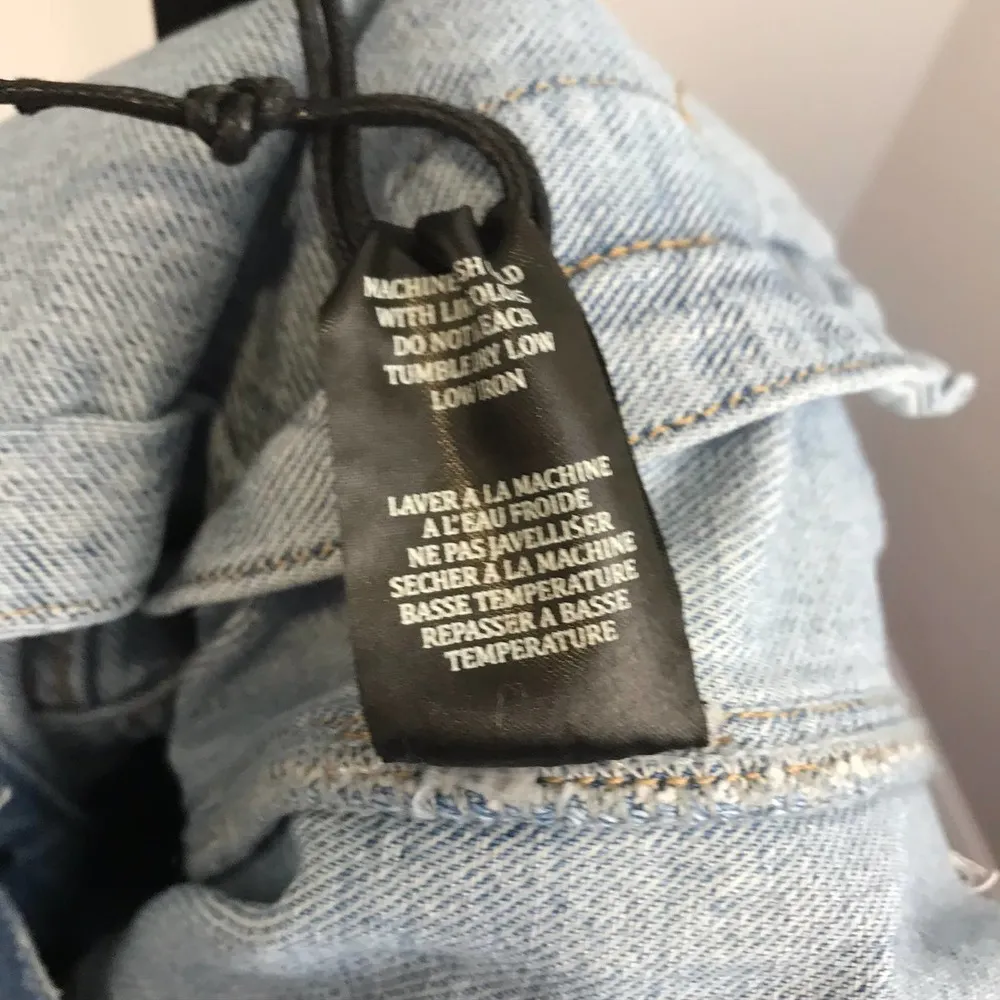 MACHINE
WITH
DO NOT
TUMBLE DRY LOW
LOW IRON
LAVER A LA MACHINE
A L'EAU FROIDE
NE PAS JAVELLISER
SECHER À LA MACHINE
BASSE TEMPERATURE
REPASSER A BASSE
TEMPERATURE